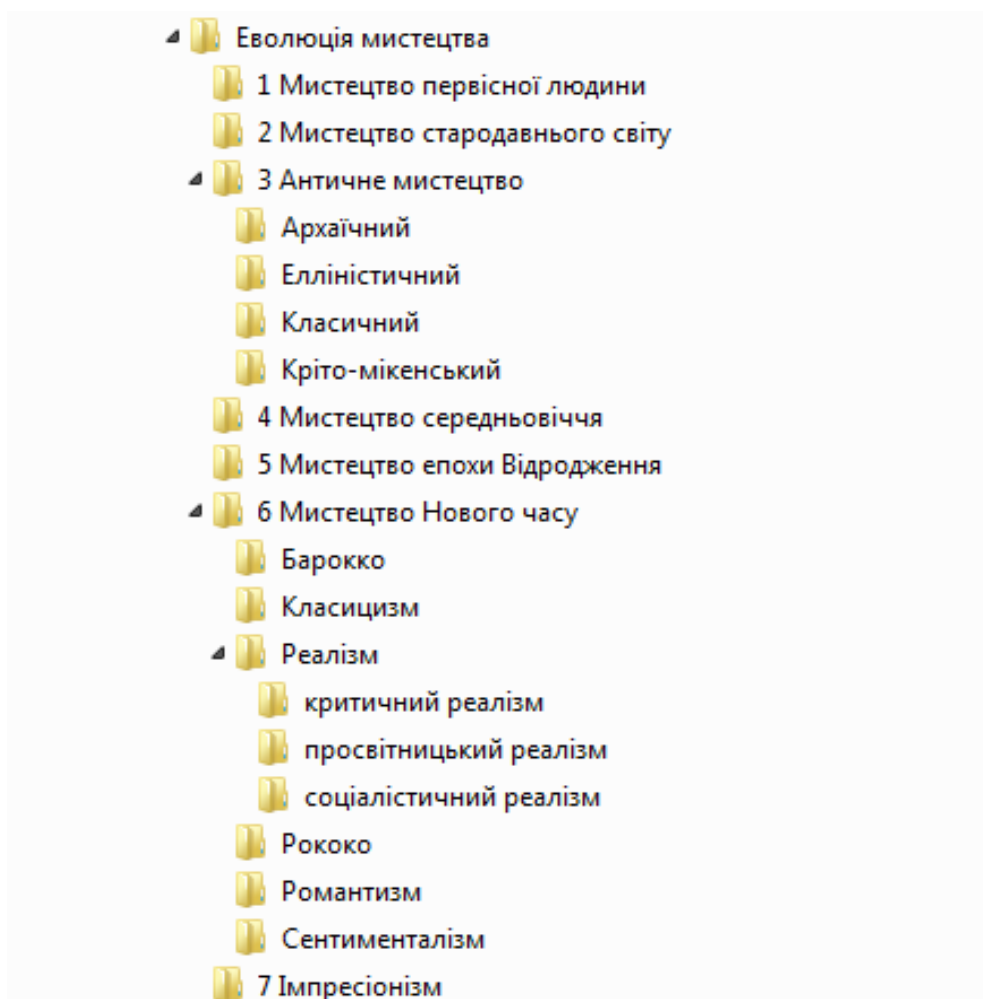 Еволюція мистецтва
1 Мистецтво первісної людини
2 Мистецтво стародавнього світу
3 Античне мистецтво
Архаїчний
Елліністичний
Класичний
Кріто-мікенський
4 Мистецтво середньовіччя
5 Мистецтво епохи Відродження
6 Мистецтво Нового часу
Барокко
Класицизм
Реалізм
критичний реалізм
просвітницький реалізм
соціалістичний реалізм
Рококо
Романтизм
Сентименталізм
7 Імпресіонізм